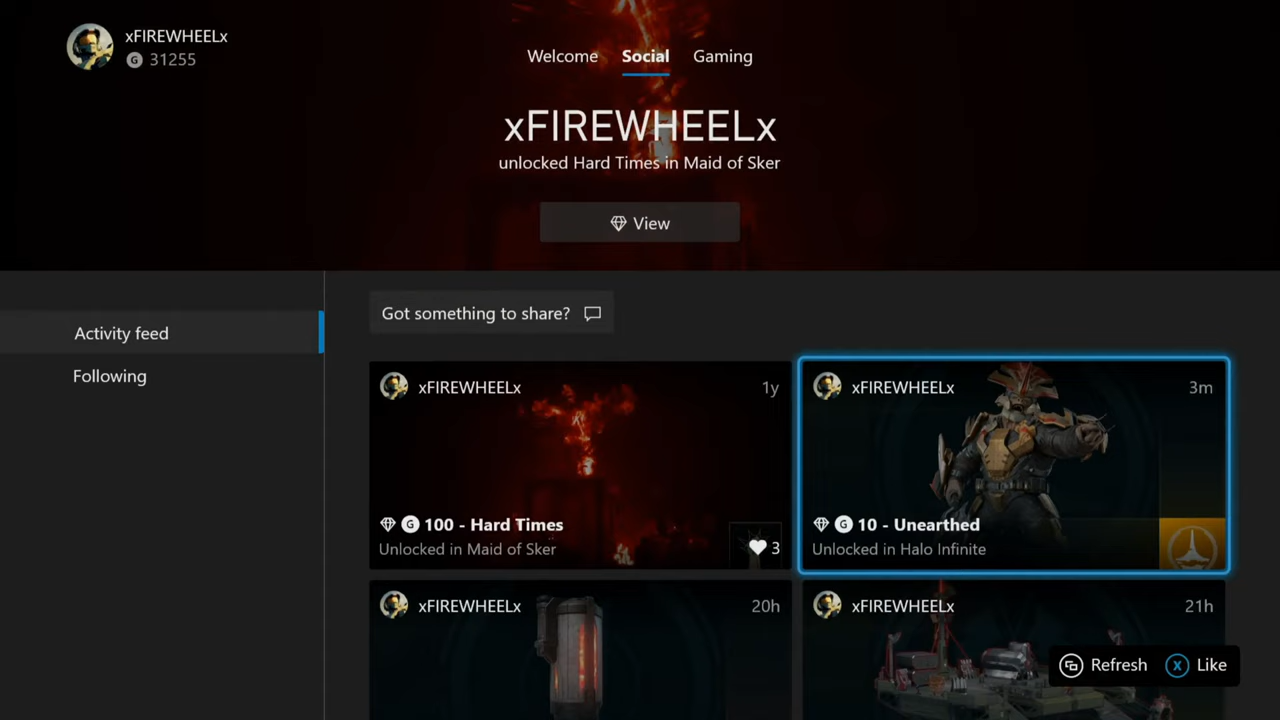 xFIREWHEELx
G 31255
Welcome Social Gaming
xFIREWHEELx
unlocked Hard Times in Maid of Sker
View
Activity feed
Following
Got something to share?
xFIREWHEELx 1y
G 100 - Hard Times
Unlocked in Maid of Sker
3
xFIREWHEELx 3m
G 10 - Unearthed
Unlocked in Halo Infinite
xFIREWHEELx 20h
xFIREWHEELx 21h
Refresh X Like